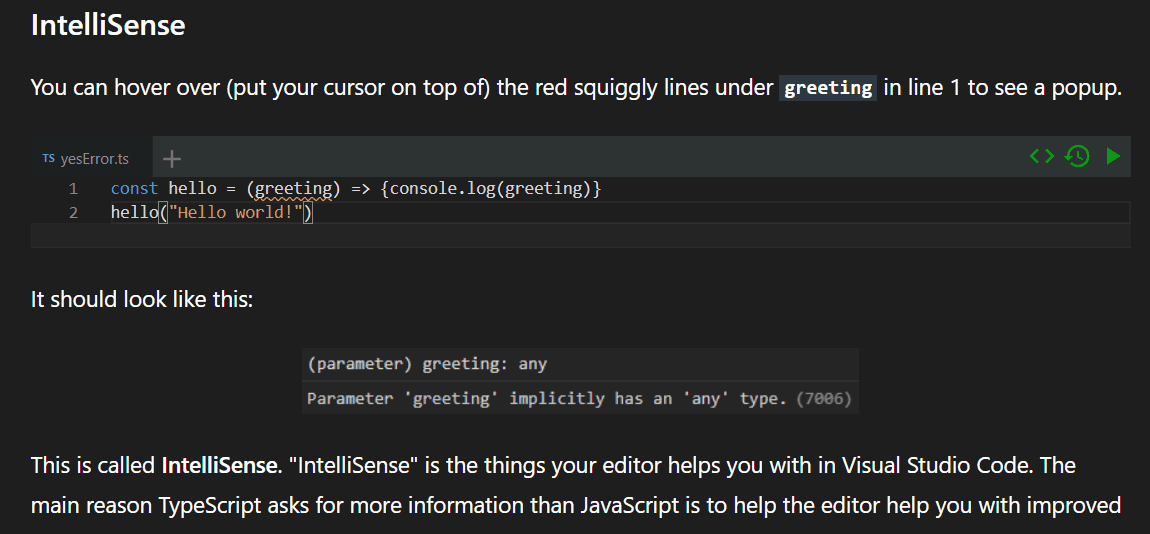 IntelliSense
You can hover over (put your cursor on top of) the red squiggly lines under greeting in line 1 to see a popup.
TS yesError.ts
1 const hello = (greeting) => {console.log(greeting)}
2 hello("Hello world!")
It should look like this:
(parameter) greeting: any
Parameter 'greeting' implicitly has an 'any' type. (7006)
This is called IntelliSense. "IntelliSense" is the things your editor helps you with in Visual Studio Code. The
main reason TypeScript asks for more information than JavaScript is to help the editor help you with improved